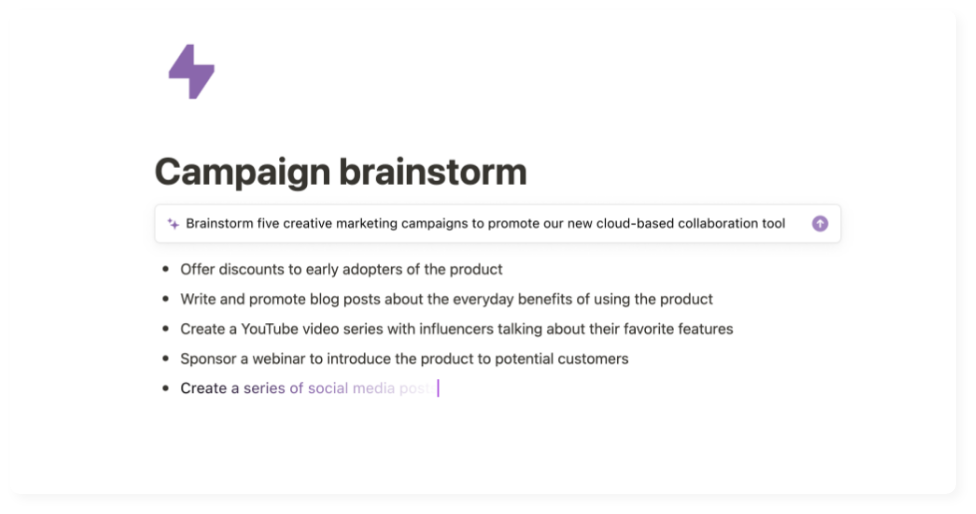 Campaign brainstorm
Brainstorm five creative marketing campaigns to promote our new cloud-based collaboration tool
Offer discounts to early adopters of the product
Write and promote blog posts about the everyday benefits of using the product
Create a YouTube video series with influencers talking about their favorite features
Sponsor a webinar to introduce the product to potential customers
Create a series of social media post